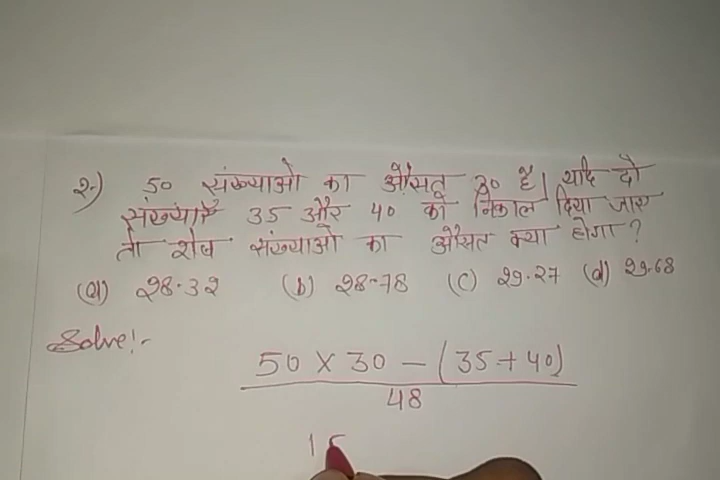 2.) 50 संख्याओ का औसत 30 है। यदि दो
संख्याएँ 35 और 40 को निकाल दिया जाए
तो शेष संख्याओ का औसत क्या होगा?
(a) 28.32 (b) 28.78 (c) 29.27 (d) 29.68
Solve:-
50 × 30 - (35 + 40)
48
15